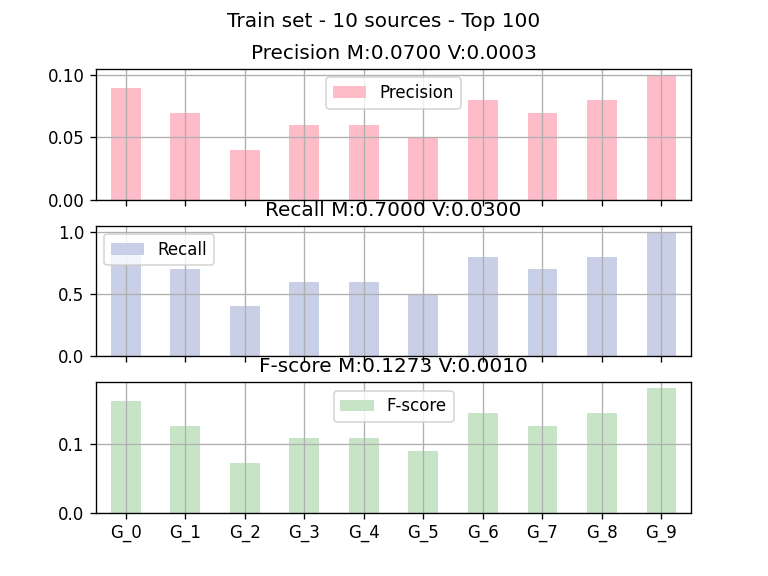 Train set - 10 sources - Top 100
Precision M:0.0700 V:0.0003
0.10
0.05
0.00
Precision
Recall M:0.7000 V:0.0300
1.0
0.5
0.0
Recall
F-score M:0.1273 V:0.0010
0.1
0.0
F-score
G_0 G_1 G_2 G_3 G_4 G_5 G_6 G_7 G_8 G_9